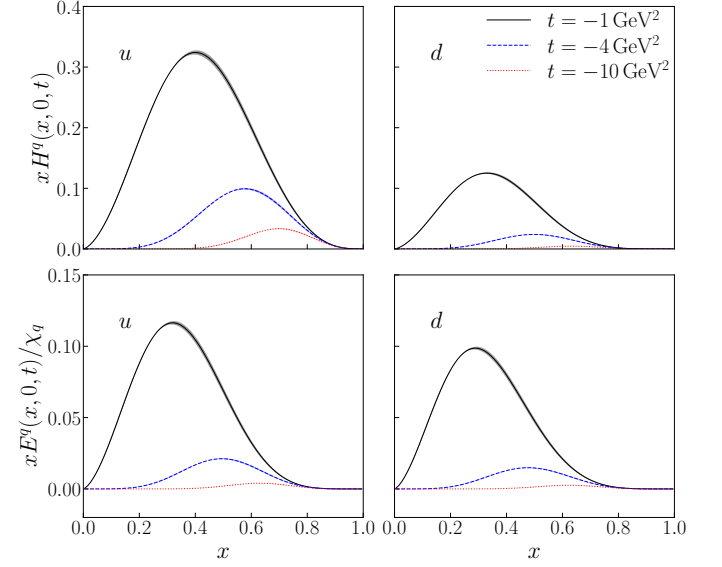 0.4
0.3
0.2
0.1
0.0
xH^q(x, 0, t)
u
d
t = −1 GeV²
t = −4 GeV²
t = −10 GeV²
0.15
0.10
0.05
0.00
xE^q(x, 0, t)/χ_q
u
d
0.0 0.2 0.4 0.6 0.8 1.0 0.0 0.2 0.4 0.6 0.8 1.0
x x